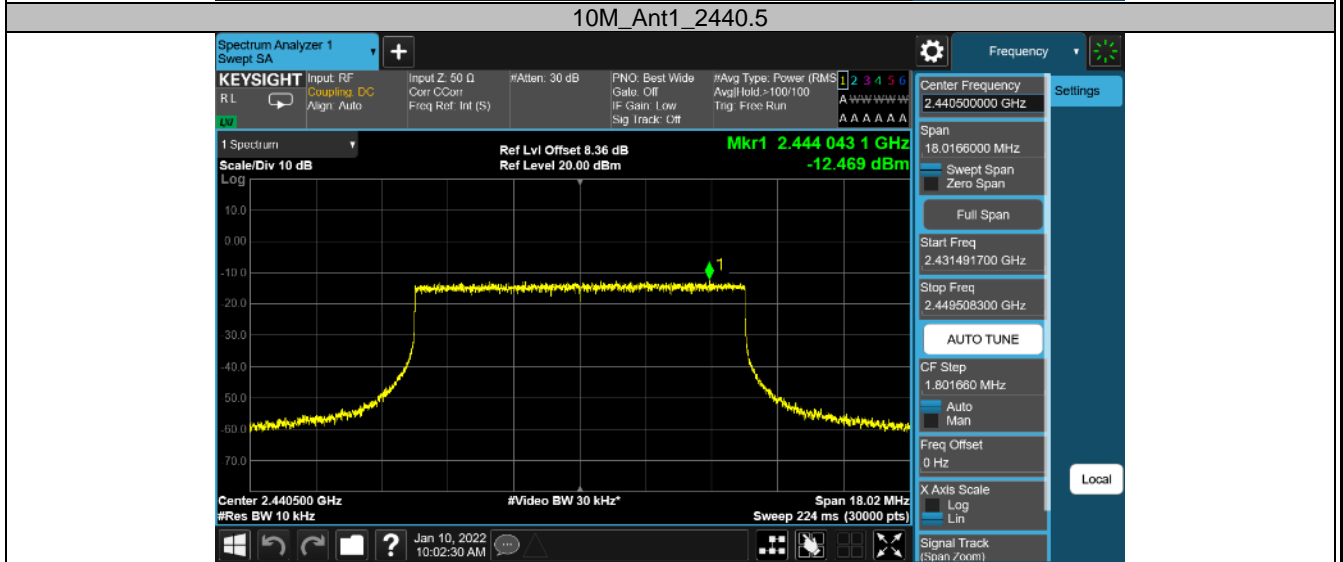 10M_Ant1_2440.5
Spectrum Analyzer 1
Swept SA
Frequency
KEYSIGHT
RL
LXI
Input: RF
Coupling: DC
Align: Auto
Input Z: 50 Ω
Corr CCorr
Freq Ref: Int (S)
#Atten: 30 dB
PNO: Best Wide
Gate: Off
IF Gain: Low
Sig Track: Off
#Avg Type: Power (RMS
Avg|Hold:>100/100
Trig: Free Run
1 2 3 4 5 6
A W W W W W
A A A A A A
1 Spectrum
Scale/Div 10 dB
Log
Ref Lvl Offset 8.36 dB
Ref Level 20.00 dBm
Mkr1 2.444 043 1 GHz
-12.469 dBm
10.0
0.00
-10.0
-20.0
-30.0
-40.0
-50.0
-60.0
-70.0
1
Center 2.440500 GHz
#Res BW 10 kHz
#Video BW 30 kHz*
Span 18.02 MHz
Sweep 224 ms (30000 pts)
Jan 10, 2022
10:02:30 AM
Center Frequency
2.440500000 GHz
Settings
Span
18.0166000 MHz
Swept Span
Zero Span
Full Span
Start Freq
2.431491700 GHz
Stop Freq
2.449508300 GHz
AUTO TUNE
CF Step
1.801660 MHz
Auto
Man
Freq Offset
0 Hz
X Axis Scale
Log
Lin
Local
Signal Track
(Span Zoom)